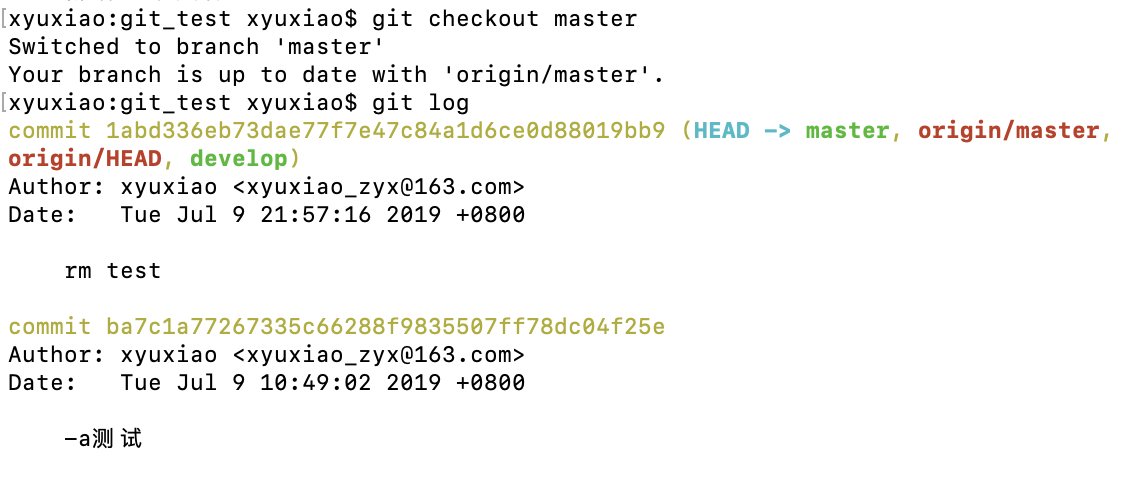 [xyuxiao:git_test xyuxiao$ git checkout master
Switched to branch 'master'
Your branch is up to date with 'origin/master'.
[xyuxiao:git_test xyuxiao$ git log
commit 1abd336eb73dae77f7e47c84a1d6ce0d88019bb9 (HEAD -> master, origin/master,
origin/HEAD, develop)
Author: xyuxiao <xyuxiao_zyx@163.com>
Date:   Tue Jul 9 21:57:16 2019 +0800
    rm test
commit ba7c1a77267335c66288f9835507ff78dc04f25e
Author: xyuxiao <xyuxiao_zyx@163.com>
Date:   Tue Jul 9 10:49:02 2019 +0800
    -a测试